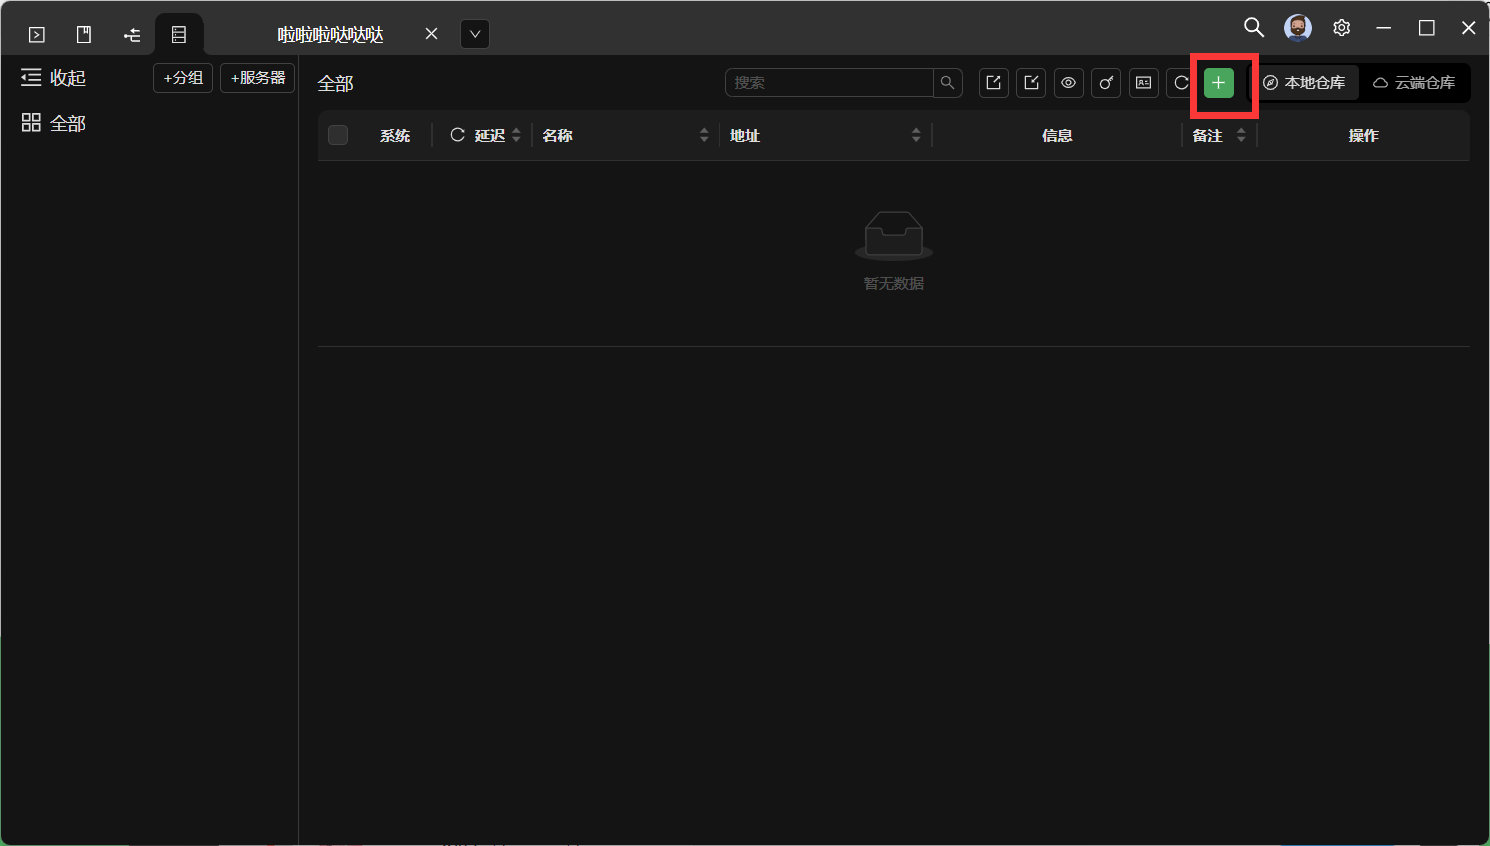 啦啦啦哒哒哒
收起
+分组
+服务器
全部
全部
搜索
本地仓库
云端仓库
系统
延迟
名称
地址
信息
备注
操作
暂无数据